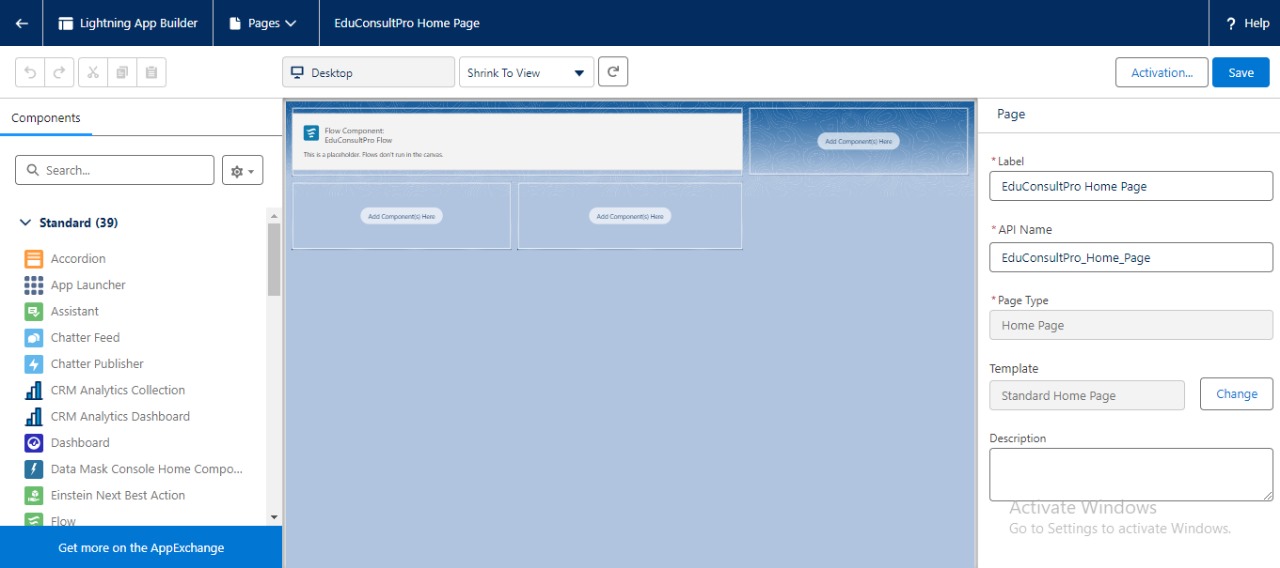 Lightning App Builder
Pages
EduConsultPro Home Page
? Help
Desktop
Shrink To View
Activation...
Save
Components
Search...
Standard (39)
Accordion
App Launcher
Assistant
Chatter Feed
Chatter Publisher
CRM Analytics Collection
CRM Analytics Dashboard
Dashboard
Data Mask Console Home Compo...
Einstein Next Best Action
Flow
Get more on the AppExchange
Flow Component:
EduConsultPro Flow
This is a placeholder. Flows don't run in the canvas.
Add Component(s) Here
Add Component(s) Here
Add Component(s) Here
Page
*Label
EduConsultPro Home Page
*API Name
EduConsultPro_Home_Page
*Page Type
Home Page
Template
Standard Home Page
Change
Description
Activate Windows
Go to Settings to activate Windows.